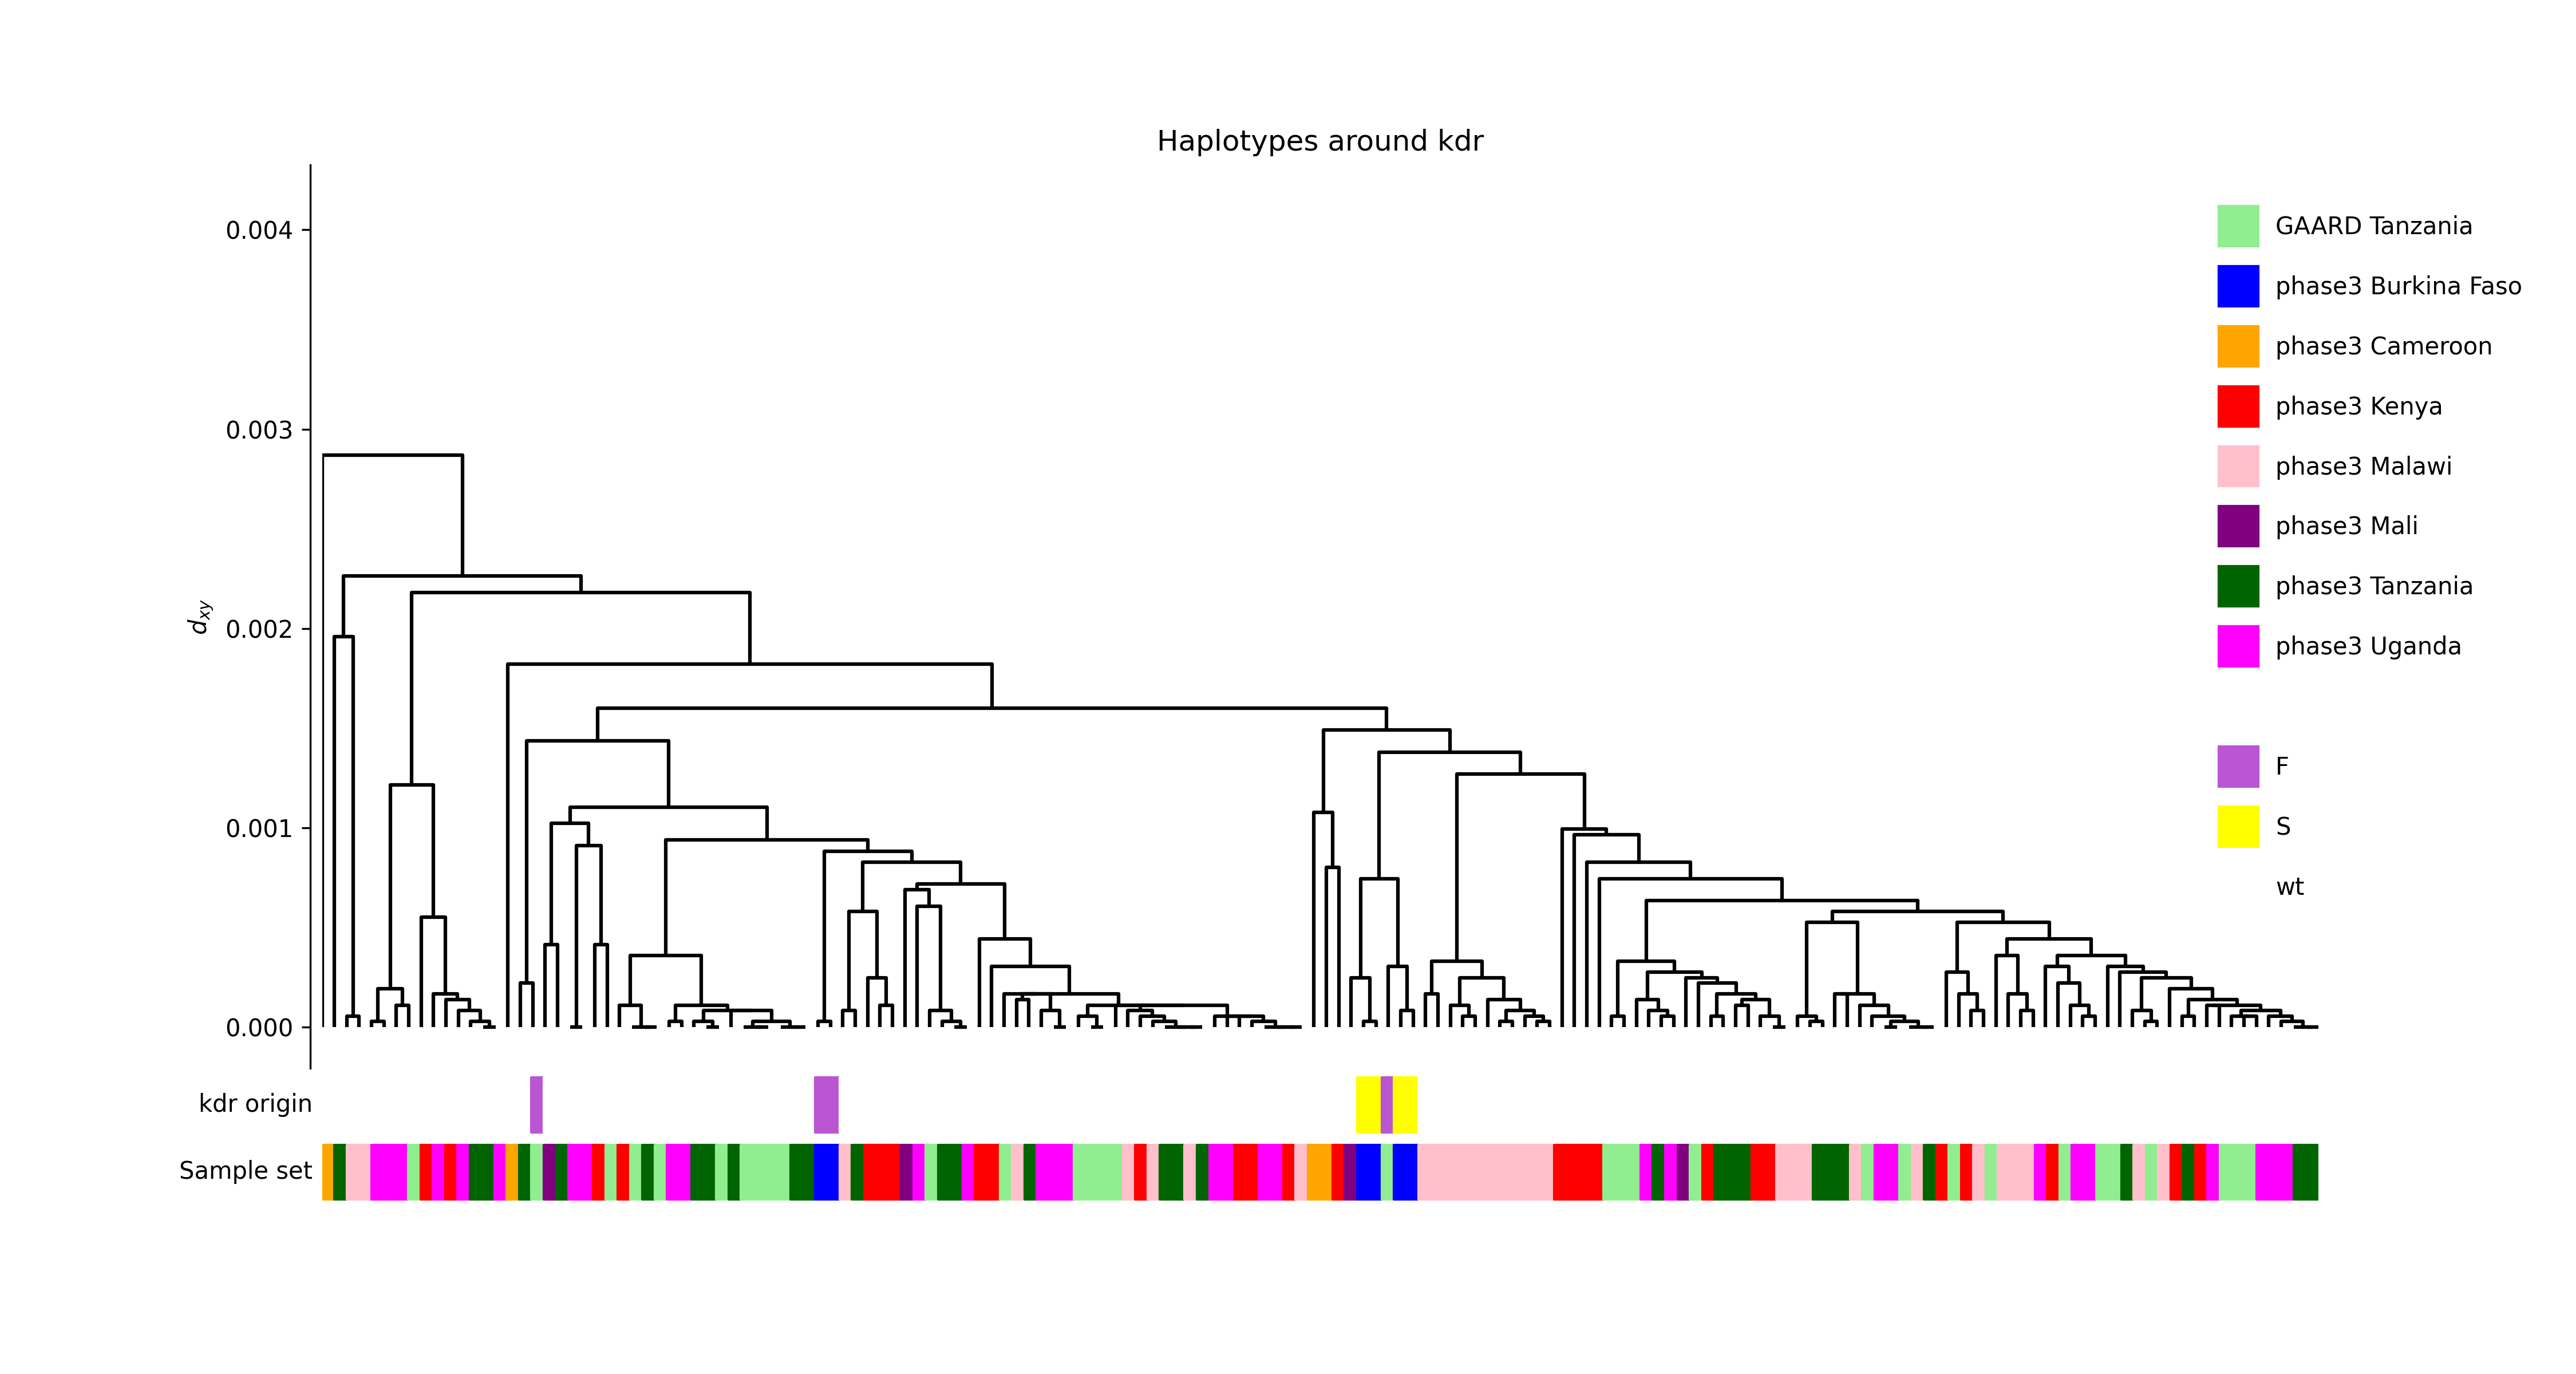 Haplotypes around kdr
0.004
0.003
0.002
0.001
0.000
dxy
GAARD Tanzania
phase3 Burkina Faso
phase3 Cameroon
phase3 Kenya
phase3 Malawi
phase3 Mali
phase3 Tanzania
phase3 Uganda
F
S
wt
kdr origin
Sample set